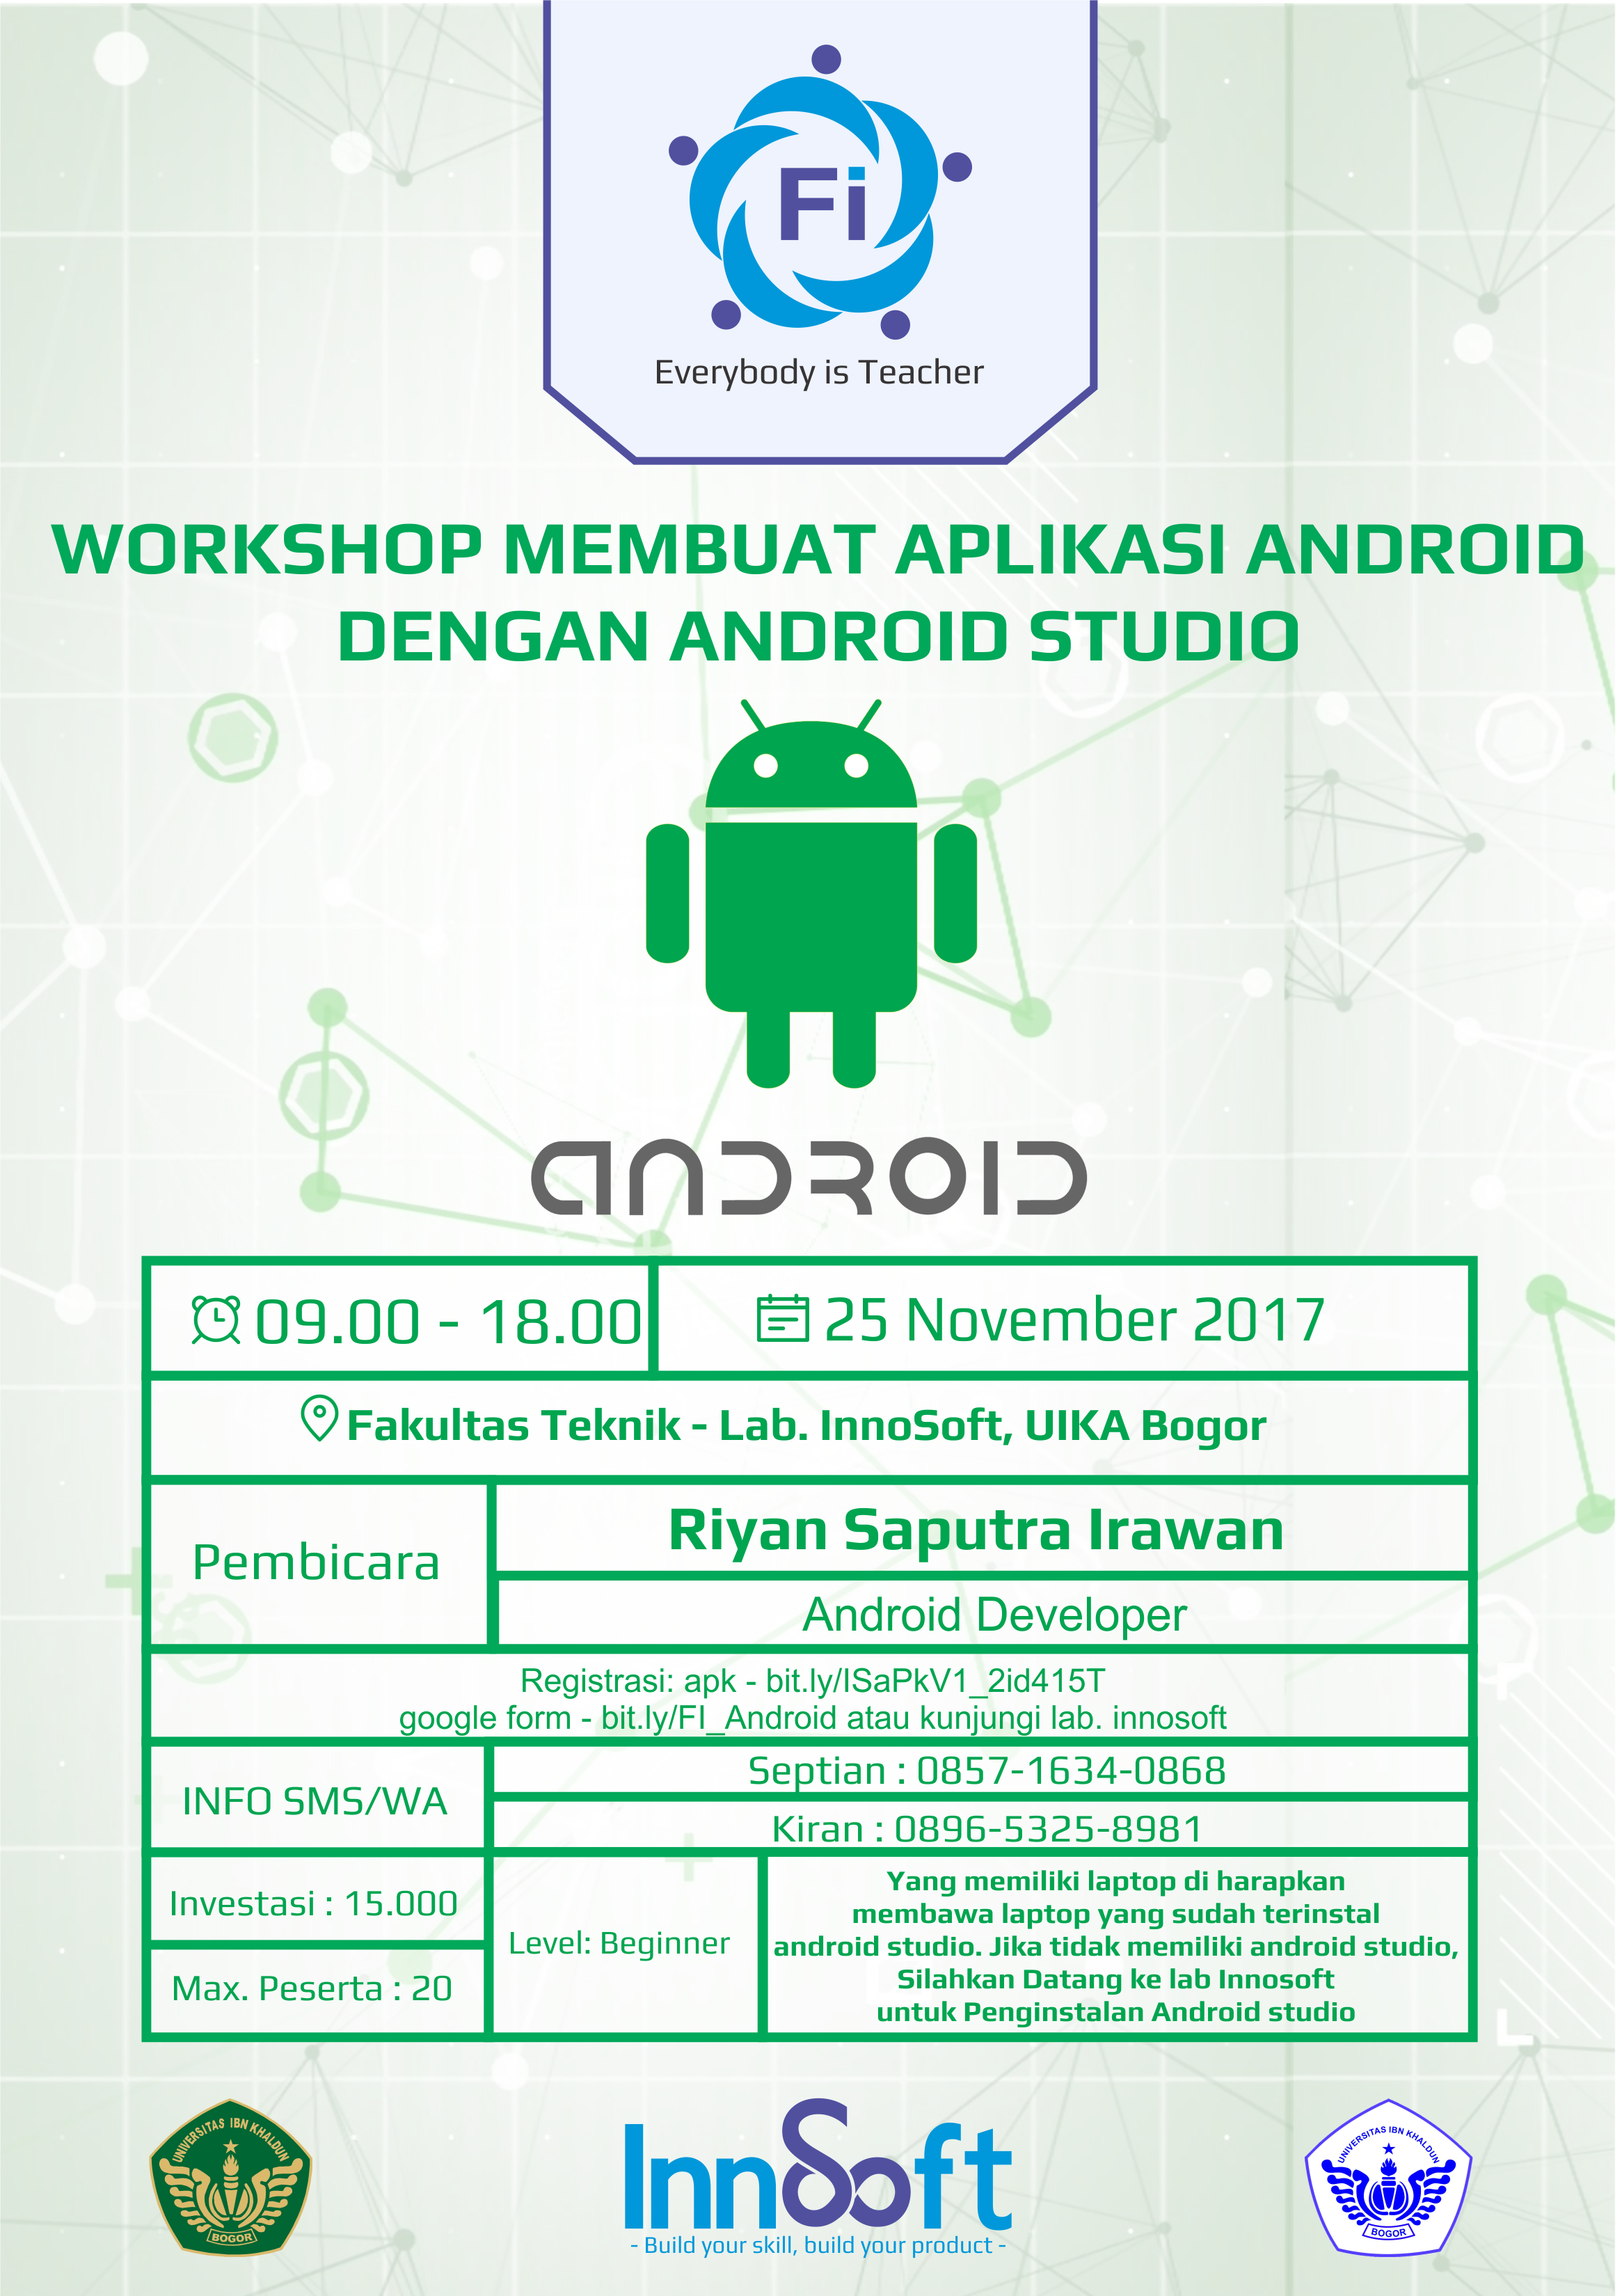 Fi
Everybody is Teacher
WORKSHOP MEMBUAT APLIKASI ANDROID
DENGAN ANDROID STUDIO
ANDROID
09.00 - 18.00
25 November 2017
Fakultas Teknik - Lab. InnoSoft, UIKA Bogor
Pembicara
Riyan Saputra Irawan
Android Developer
Registrasi: apk - bit.ly/ISaPkV1_2id415T
google form - bit.ly/FI_Android atau kunjungi lab. innosoft
INFO SMS/WA
Septian : 0857-1634-0868
Kiran : 0896-5325-8981
Investasi : 15.000
Max. Peserta : 20
Level: Beginner
Yang memiliki laptop di harapkan
membawa laptop yang sudah terinstal
android studio. Jika tidak memiliki android studio,
Silahkan Datang ke lab Innosoft
untuk Penginstalan Android studio
UNIVERSITAS IBN KHALDUN
BOGOR
InnoSoft
- Build your skill, build your product -
UNIVERSITAS IBN KHALDUN
BOGOR